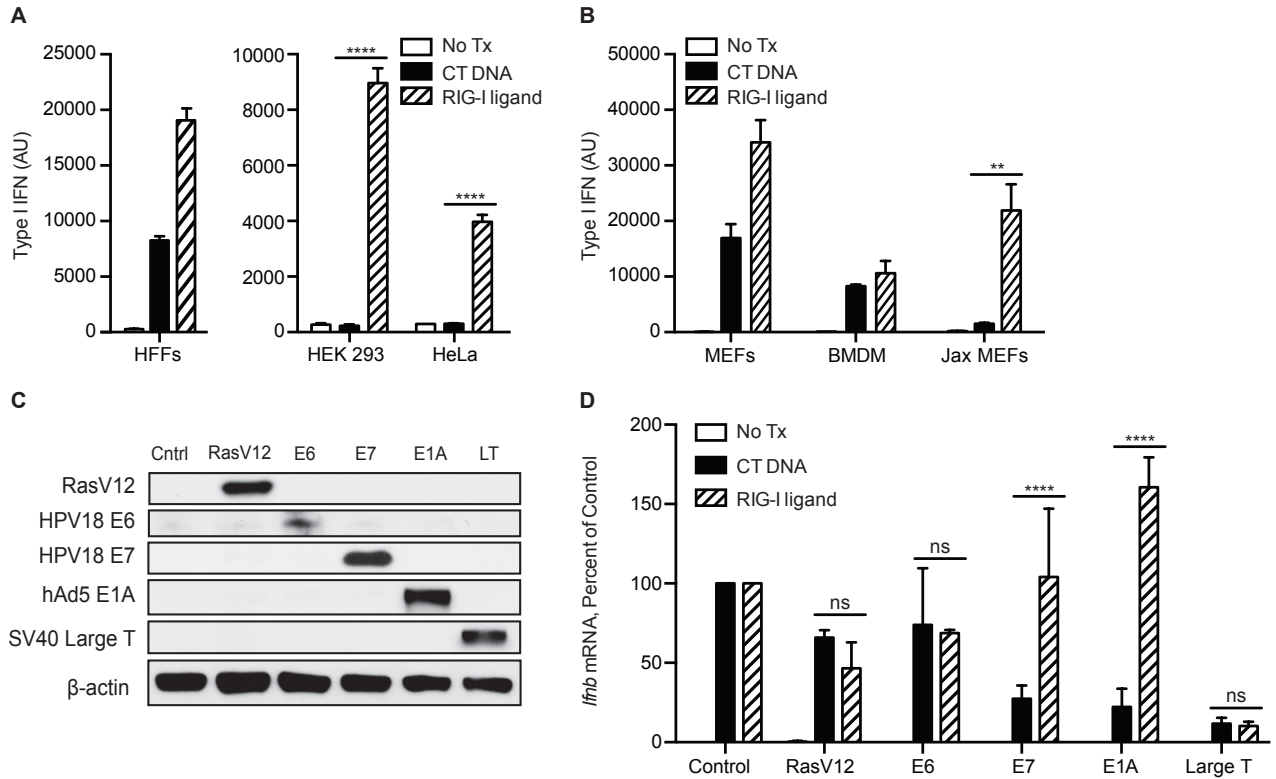 A
Type I IFN (AU)
25000
20000
15000
10000
5000
0
HFFs
10000
8000
6000
4000
2000
0
****
****
HEK 293
HeLa
No Tx
CT DNA
RIG-I ligand
B
Type I IFN (AU)
50000
40000
30000
20000
10000
0
No Tx
CT DNA
RIG-I ligand
**
MEFs
BMDM
Jax MEFs
C
Cntrl RasV12 E6 E7 E1A LT
RasV12
HPV18 E6
HPV18 E7
hAd5 E1A
SV40 Large T
β-actin
D
Ifnb mRNA, Percent of Control
200
150
100
50
0
No Tx
CT DNA
RIG-I ligand
ns
ns
****
****
ns
Control
RasV12
E6
E7
E1A
Large T